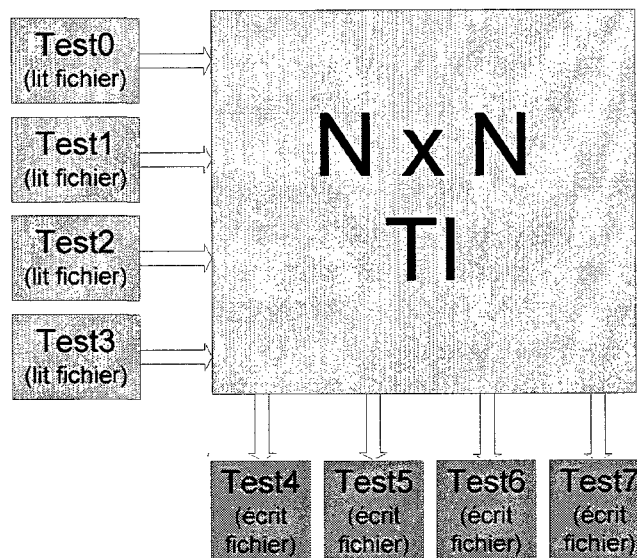 Test0
(lit fichier)
Test1
(lit fichier)
Test2
(lit fichier)
Test3
(lit fichier)
N x N
TI
Test4
(écrit
fichier)
Test5
(écrit
fichier)
Test6
(écrit
fichier)
Test7
(écrit
fichier)